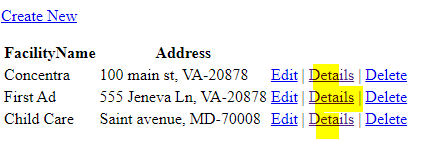 Create New
FacilityName Address
Concentra 100 main st, VA-20878 Edit | Details | Delete
First Ad 555 Jeneva Ln, VA-20878 Edit | Details | Delete
Child Care Saint avenue, MD-70008 Edit | Details | Delete